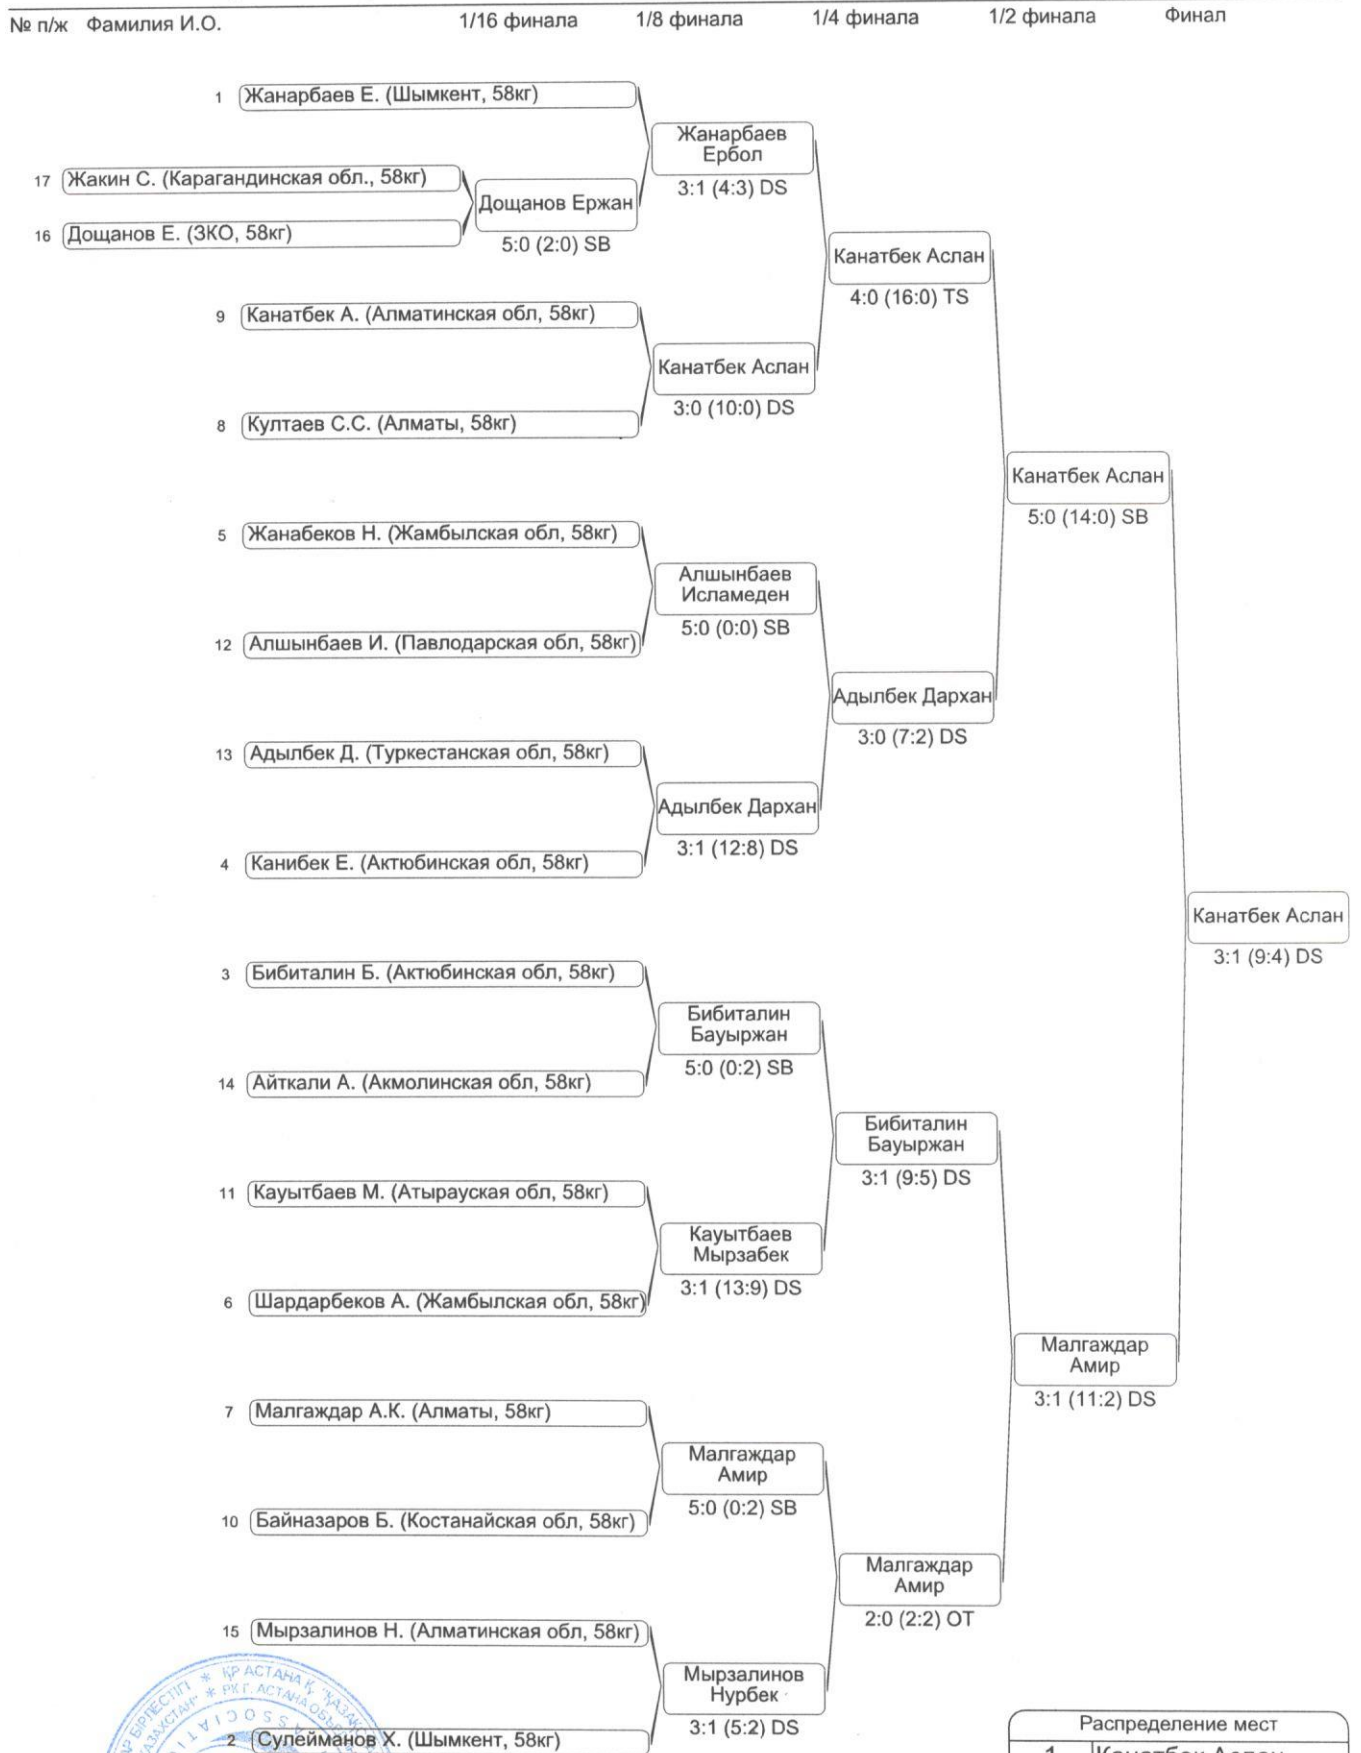 № п/ж Фамилия И.О. 1/16 финала 1/8 финала 1/4 финала 1/2 финала Финал
1 Жанарбаев Е. (Шымкент, 58кг)
Жанарбаев
Ербол
3:1 (4:3) DS
17 Жакин С. (Карагандинская обл., 58кг)
Дощанов Ержан
5:0 (2:0) SB
16 Дощанов Е. (ЗКО, 58кг)
Канатбек Аслан
4:0 (16:0) TS
9 Канатбек А. (Алматинская обл, 58кг)
Канатбек Аслан
3:0 (10:0) DS
8 Култаев С.С. (Алматы, 58кг)
Канатбек Аслан
5:0 (14:0) SB
5 Жанабеков Н. (Жамбылская обл, 58кг)
Алшынбаев
Исламеден
5:0 (0:0) SB
12 Алшынбаев И. (Павлодарская обл, 58кг)
Адылбек Дархан
3:0 (7:2) DS
13 Адылбек Д. (Туркестанская обл, 58кг)
Адылбек Дархан
3:1 (12:8) DS
4 Канибек Е. (Актюбинская обл, 58кг)
Канатбек Аслан
3:1 (9:4) DS
3 Бибиталин Б. (Актюбинская обл, 58кг)
Бибиталин
Бауыржан
5:0 (0:2) SB
14 Айткали А. (Акмолинская обл, 58кг)
Бибиталин
Бауыржан
3:1 (9:5) DS
11 Кауытбаев М. (Атырауская обл, 58кг)
Кауытбаев
Мырзабек
3:1 (13:9) DS
6 Шардарбеков А. (Жамбылская обл, 58кг)
Малгаждар
Амир
3:1 (11:2) DS
7 Малгаждар А.К. (Алматы, 58кг)
Малгаждар
Амир
5:0 (0:2) SB
10 Байназаров Б. (Костанайская обл, 58кг)
Малгаждар
Амир
2:0 (2:2) OT
15 Мырзалинов Н. (Алматинская обл, 58кг)
Мырзалинов
Нурбек
3:1 (5:2) DS
2 Сулейманов Х. (Шымкент, 58кг)
Распределение мест
1 Канатбек Аслан